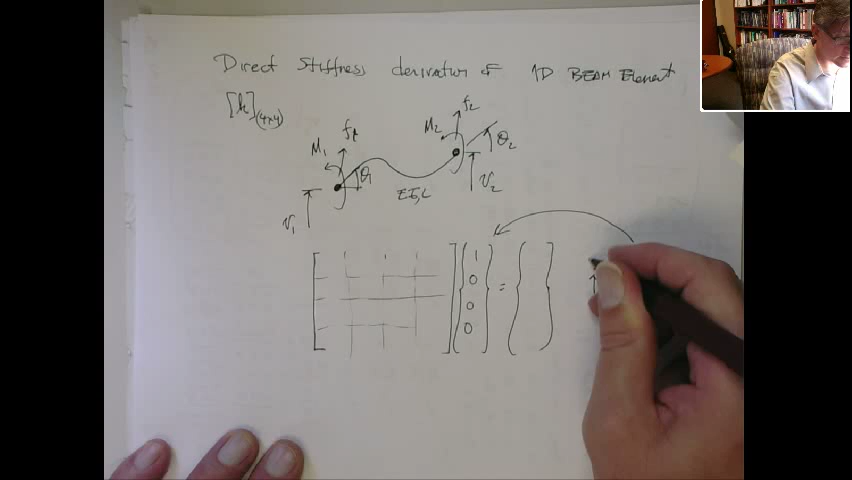 Direct Stiffness derivation of 1D BEAM Element
[k](4x4)
M1 f1 θ1 v1
EI, L
M2 f2 θ2 v2
[ ] { 1 0 0 0 } = { }